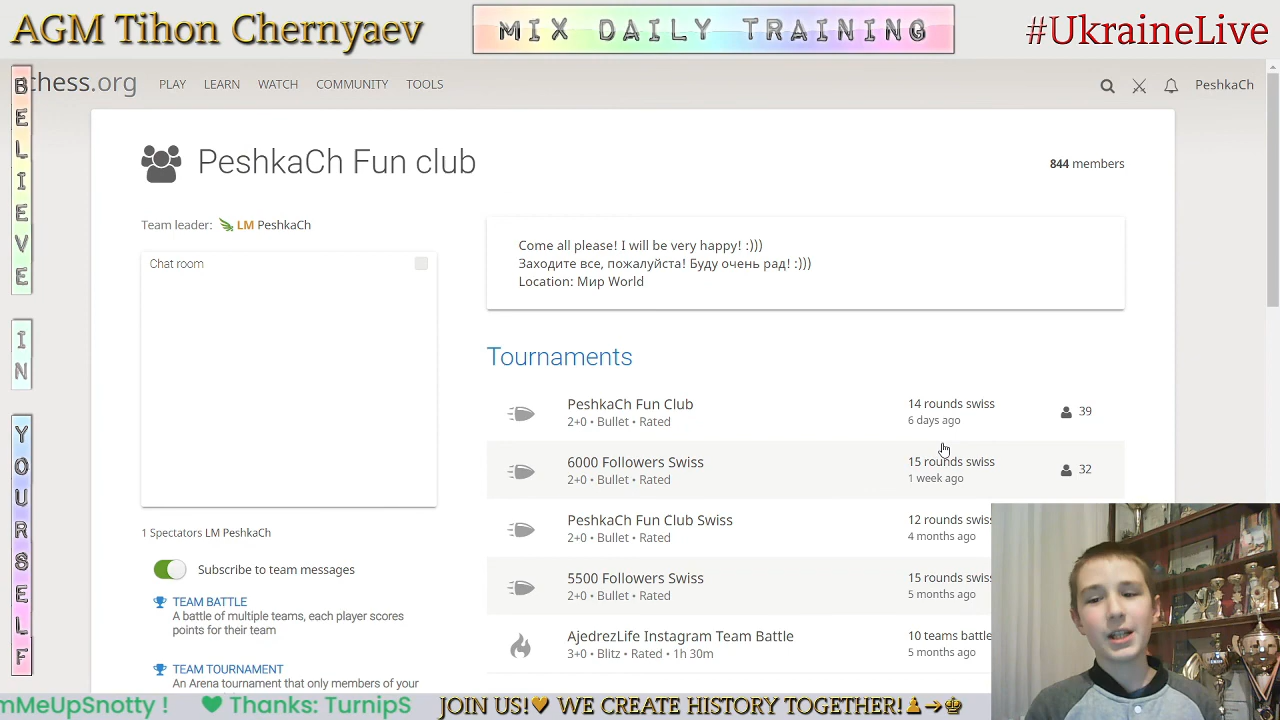 AGM Tihon Chernyaev
MIX DAILY TRAINING
#UkraineLive
BELIEVE
IN
YOURSELF
chess.org
PLAY LEARN WATCH COMMUNITY TOOLS
PeshkaCh
PeshkaCh Fun club
844 members
Team leader: LM PeshkaCh
Chat room
Come all please! I will be very happy! :)))
Заходите все, пожалуйста! Буду очень рад! :)))
Location: Мир World
Tournaments
PeshkaCh Fun Club
2+0 • Bullet • Rated
14 rounds swiss
6 days ago
39
6000 Followers Swiss
2+0 • Bullet • Rated
15 rounds swiss
1 week ago
32
PeshkaCh Fun Club Swiss
2+0 • Bullet • Rated
12 rounds swiss
4 months ago
5500 Followers Swiss
2+0 • Bullet • Rated
15 rounds swiss
5 months ago
AjedrezLife Instagram Team Battle
3+0 • Blitz • Rated • 1h 30m
10 teams battle
5 months ago
1 Spectators LM PeshkaCh
Subscribe to team messages
TEAM BATTLE
A battle of multiple teams, each player scores
points for their team
TEAM TOURNAMENT
An Arena tournament that only members of your
mMeUpSnotty ! Thanks: TurnipS
JOIN US! WE CREATE HISTORY TOGETHER!